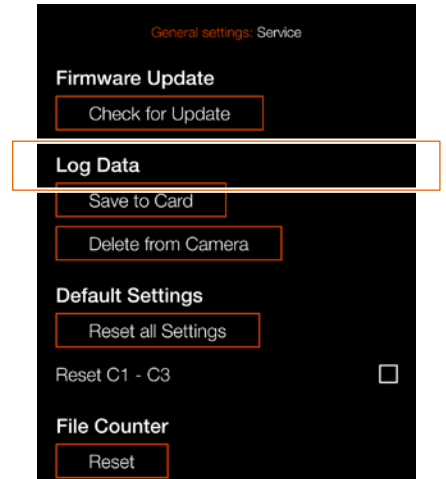 General settings: Service
Firmware Update
Check for Update
Log Data
Save to Card
Delete from Camera
Default Settings
Reset all Settings
Reset C1 - C3
File Counter
Reset